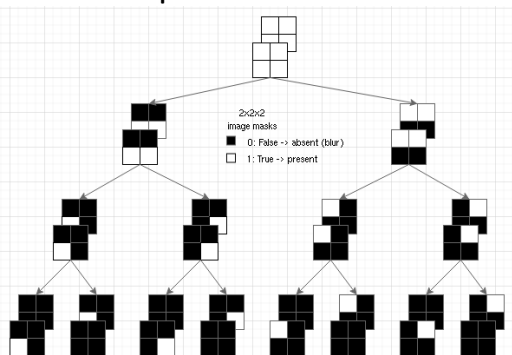 2x2x2
image masks
0: False -> absent (blur)
1: True -> present